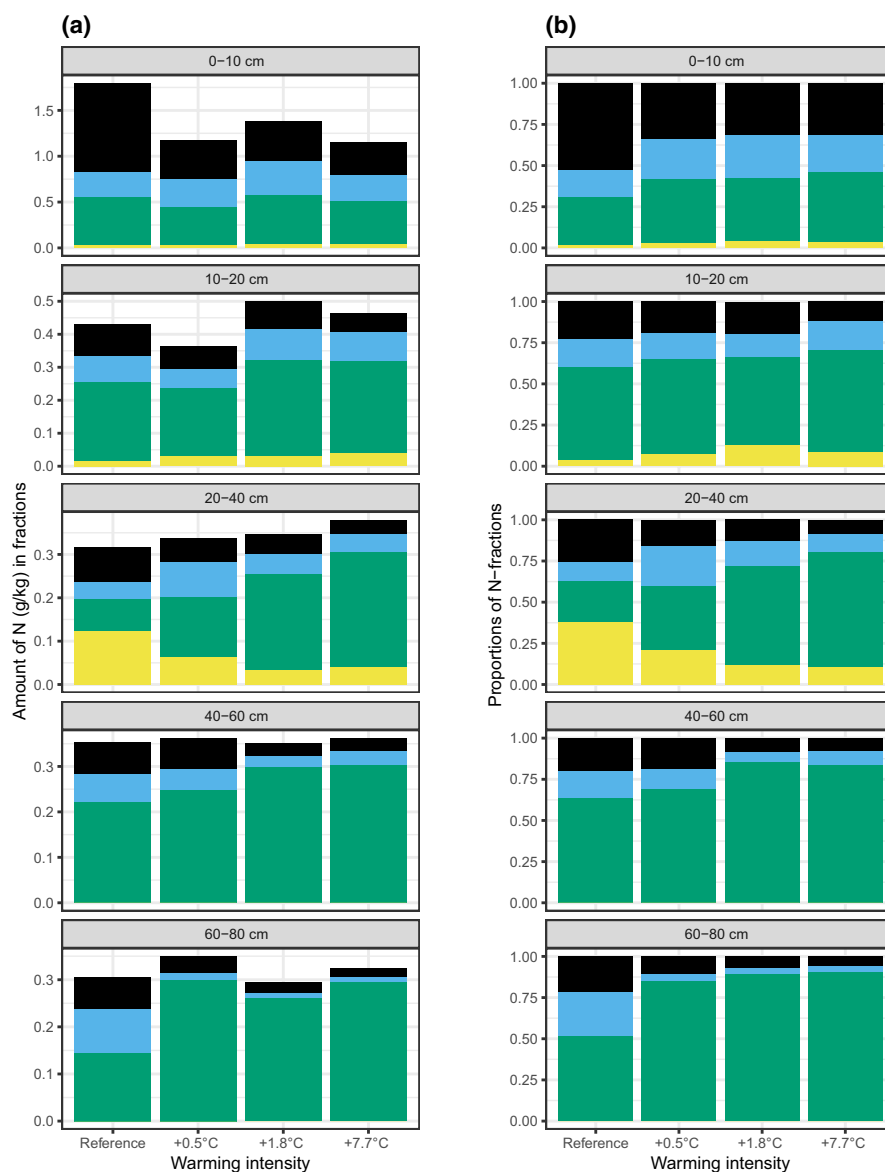 (a)
0−10 cm
1.5
1.0
0.5
0.0
10−20 cm
0.5
0.4
0.3
0.2
0.1
0.0
20−40 cm
0.3
0.2
0.1
0.0
40−60 cm
0.3
0.2
0.1
0.0
60−80 cm
0.3
0.2
0.1
0.0
Amount of N (g/kg) in fractions
Reference +0.5°C +1.8°C +7.7°C
Warming intensity
(b)
0−10 cm
1.00
0.75
0.50
0.25
0.00
10−20 cm
1.00
0.75
0.50
0.25
0.00
20−40 cm
1.00
0.75
0.50
0.25
0.00
40−60 cm
1.00
0.75
0.50
0.25
0.00
60−80 cm
1.00
0.75
0.50
0.25
0.00
Proportions of N−fractions
Reference +0.5°C +1.8°C +7.7°C
Warming intensity